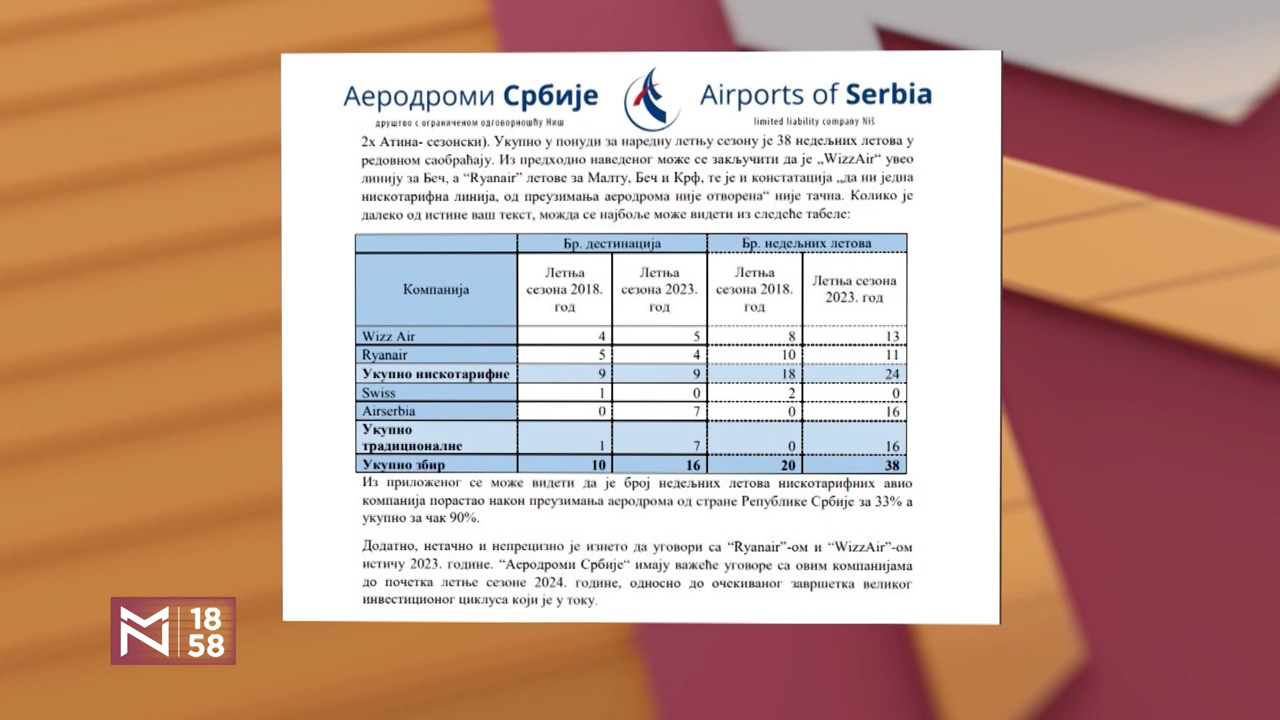 Аеродроми Србије
Airports of Serbia
друштво с ограниченом одговорношћу Ниш
limited liability company Niš
2х Атина- сезонски). Укупно у понуди за наредну летњу сезону је 38 недељних летова у
редовном саобраћају. Из предходно наведеног може се закључити да је „WizzAir“ увео
линију за Беч, а “Ryanair” летове за Малту, Беч и Крф, те је и констатација „да ни једна
нискотарифна линија, од преузимања аеродрома није отворена“ није тачна. Колико је
далеко од истине ваш текст, можда се најбоље може видети из следеће табеле:
Бр. дестинација Бр. недељних летова
Компанија
Летња сезона 2018. год
Летња сезона 2023. год
Летња сезона 2018. год
Летња сезона 2023. год
Wizz Air 4 5 8 13
Ryanair 5 4 10 11
Укупно нискотарифне 9 9 18 24
Swiss 1 0 2 0
Airserbia 0 7 0 16
Укупно
традиционалне 1 7 0 16
Укупно збир 10 16 20 38
Из приложеног се може видети да је број недељних летова нискотарифних авио
компанија порастао након преузимања аеродрома од стране Републике Србије за 33% а
укупно за чак 90%.
Додатно, нетачно и непрецизно је изнето да уговори са “Ryanair”-ом и “WizzAir”-ом
истичу 2023. године. “Аеродроми Србије“ имају важеће уговоре са овим компанијама
до почетка летње сезоне 2024. године, односно до очекиваног завршетка великог
инвестиционог циклуса који је у току.
18
58